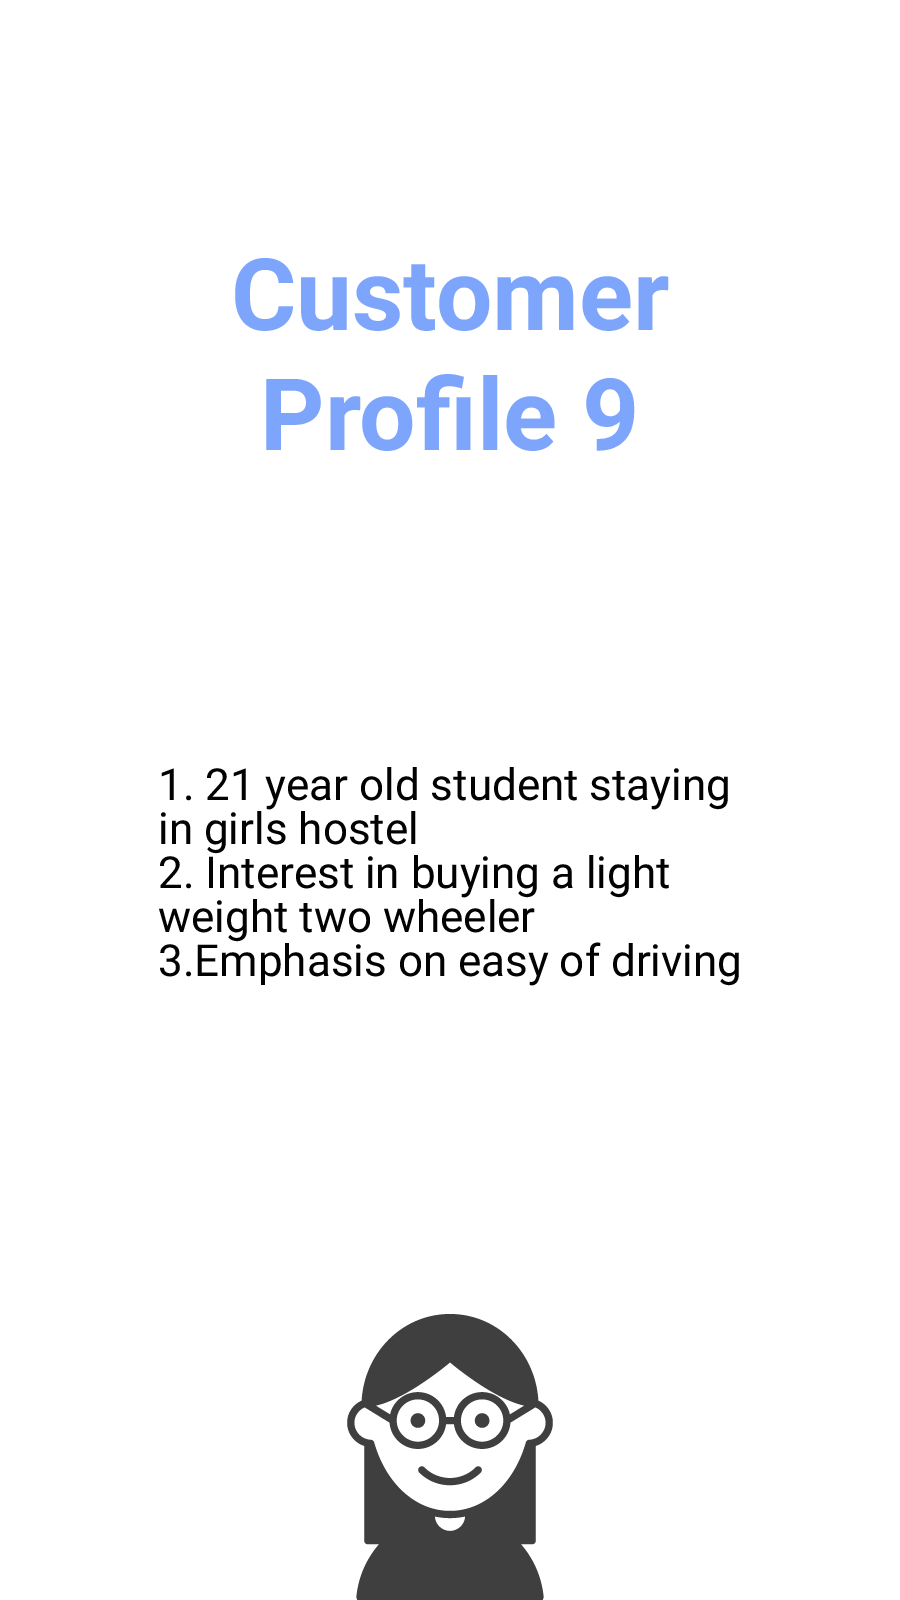 Customer
Profile 9
1. 21 year old student staying
in girls hostel
2. Interest in buying a light
weight two wheeler
3.Emphasis on easy of driving